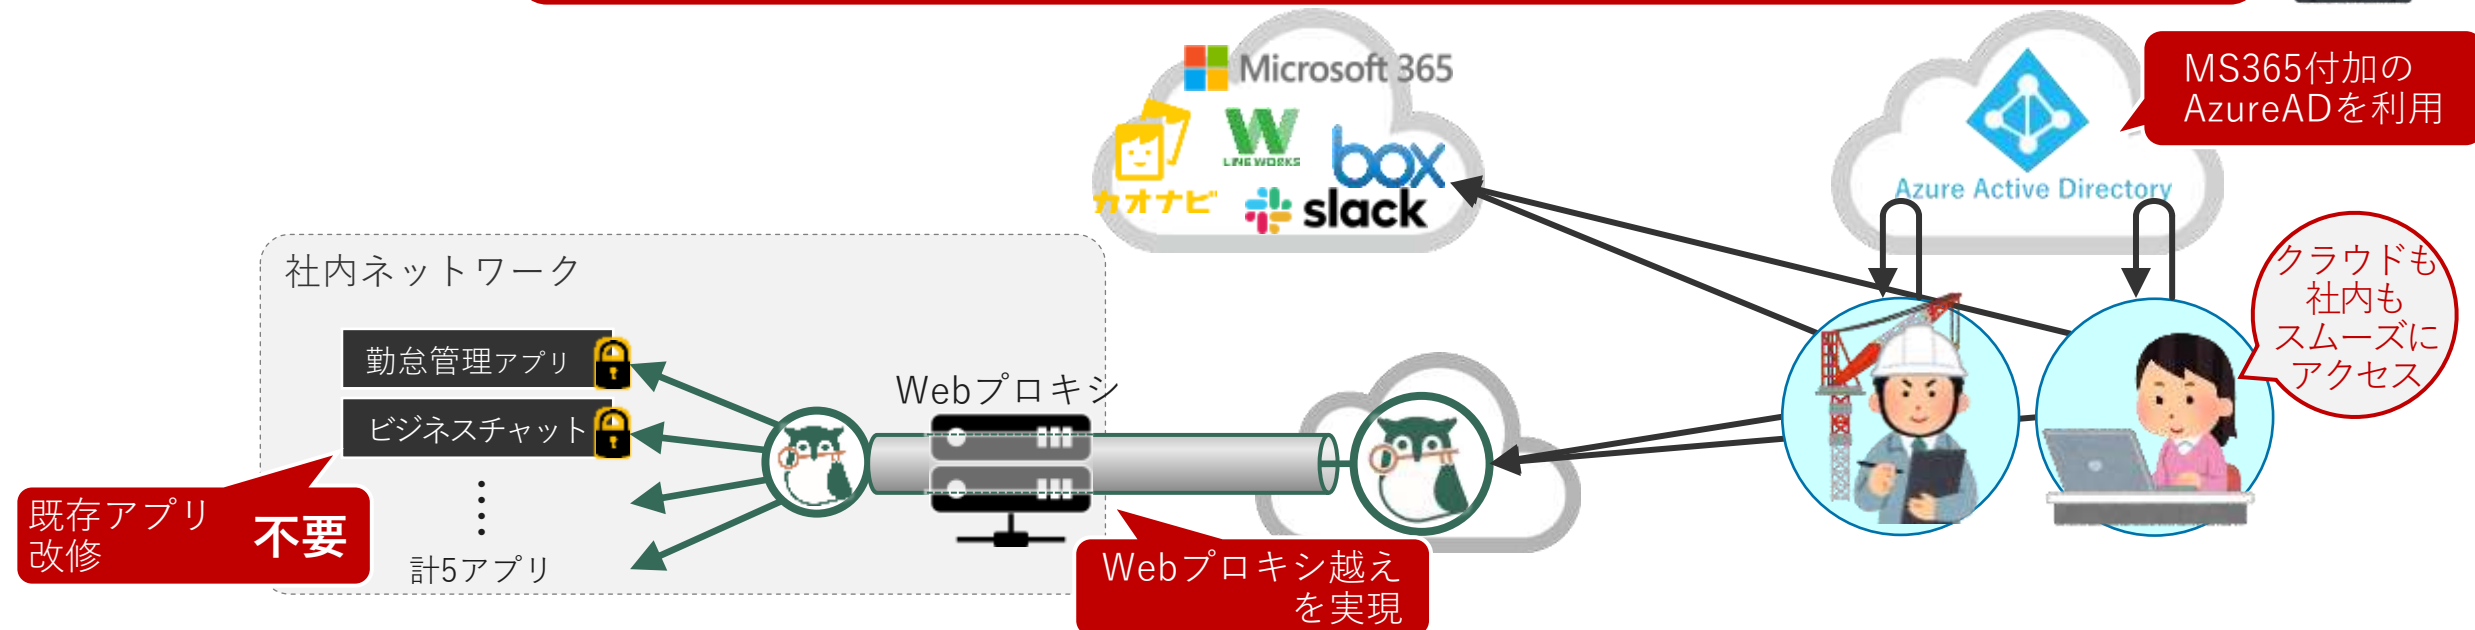 Microsoft 365
LINE WORKS
box
カオナビ
slack
Azure Active Directory
MS365付加の
AzureADを利用
クラウドも
社内も
スムーズに
アクセス
社内ネットワーク
勤怠管理アプリ
ビジネスチャット
計5アプリ
既存アプリ
改修
不要
Webプロキシ
Webプロキシ越え
を実現